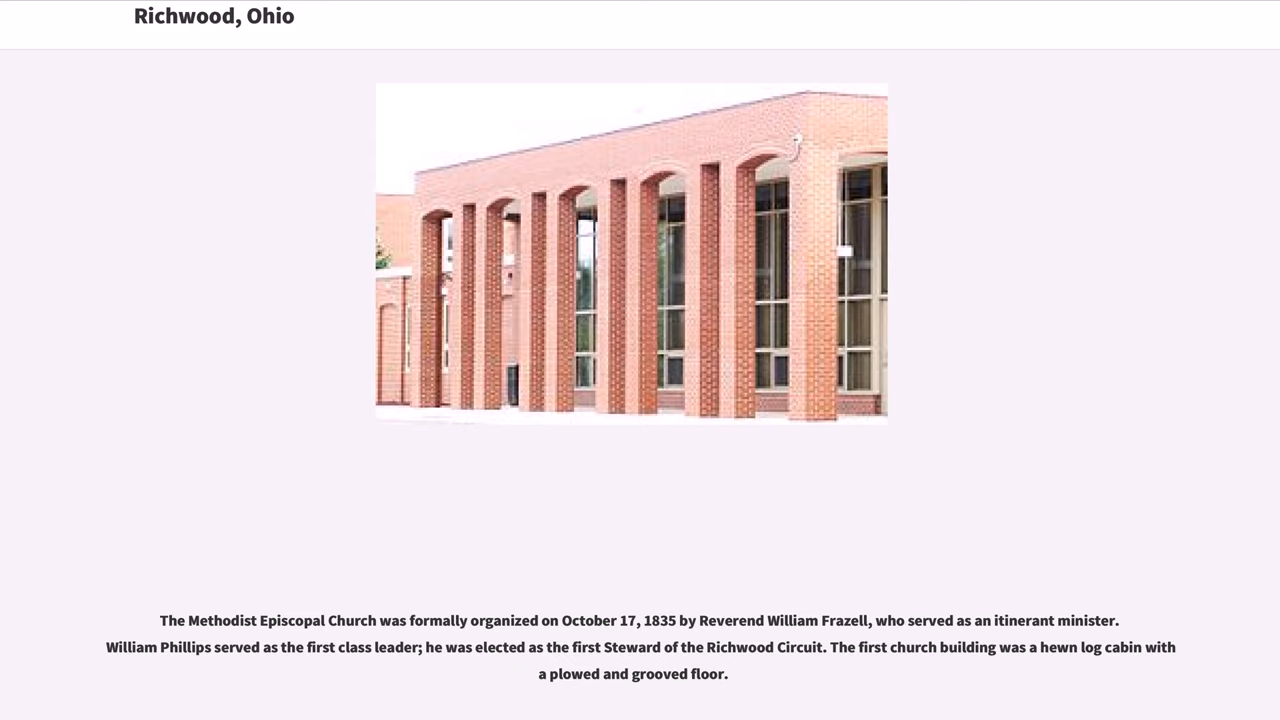 Richwood, Ohio
The Methodist Episcopal Church was formally organized on October 17, 1835 by Reverend William Frazell, who served as an itinerant minister.
William Phillips served as the first class leader; he was elected as the first Steward of the Richwood Circuit. The first church building was a hewn log cabin with
a plowed and grooved floor.